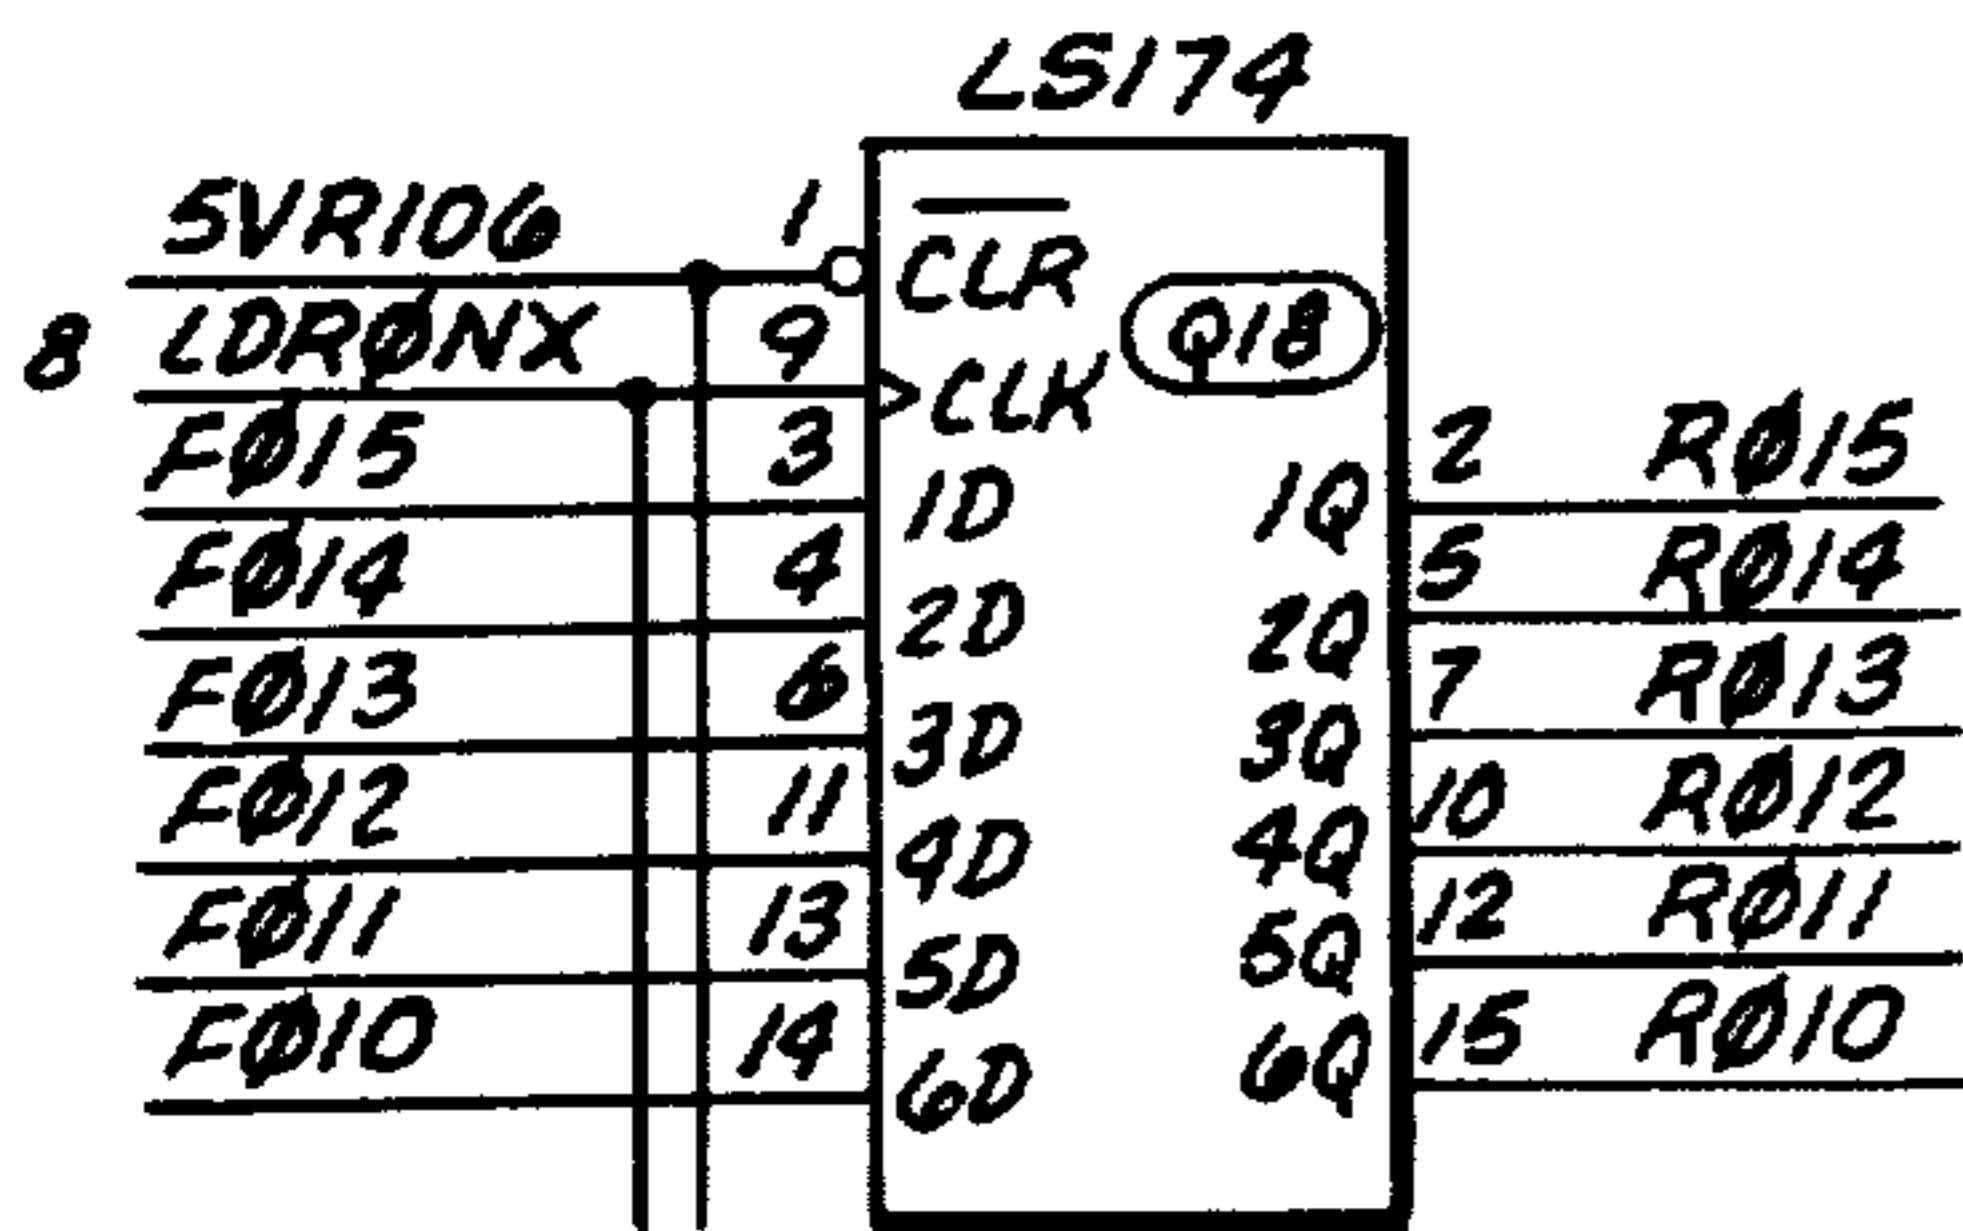 LS174
5VR106 1 CLR
8 LDRØNX 9 CLK Q18
FØ15 3 1D 1Q 2 RØ15
FØ14 4 2D 2Q 5 RØ14
FØ13 6 3D 3Q 7 RØ13
FØ12 11 4D 4Q 10 RØ12
FØ11 13 5D 5Q 12 RØ11
FØ10 14 6D 6Q 15 RØ10